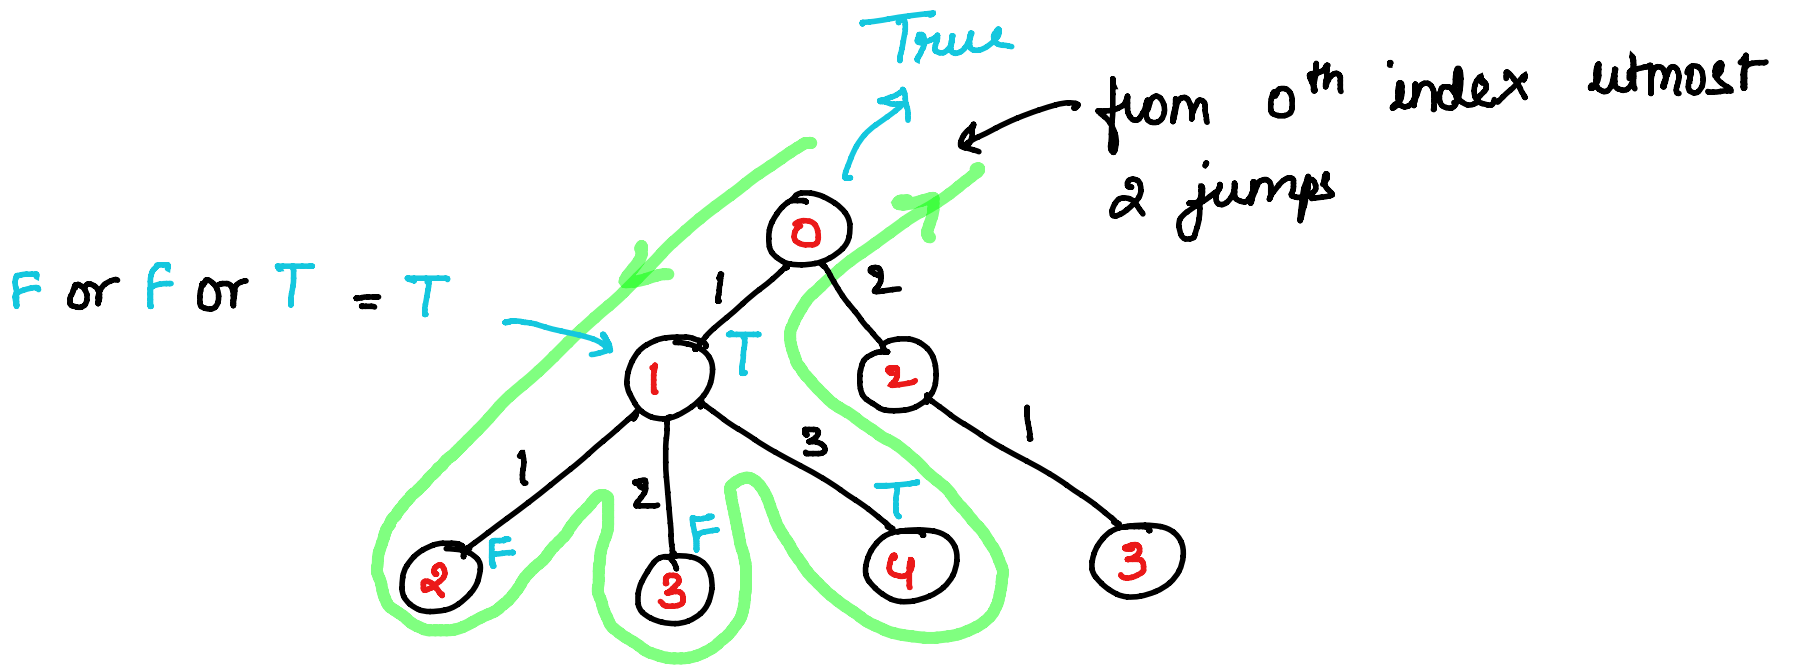 True
from 0th index utmost
2 jumps
0
1 2
F or F or T = T
1 T 2
1 2 3 1
2 F 3 F 4 T 3